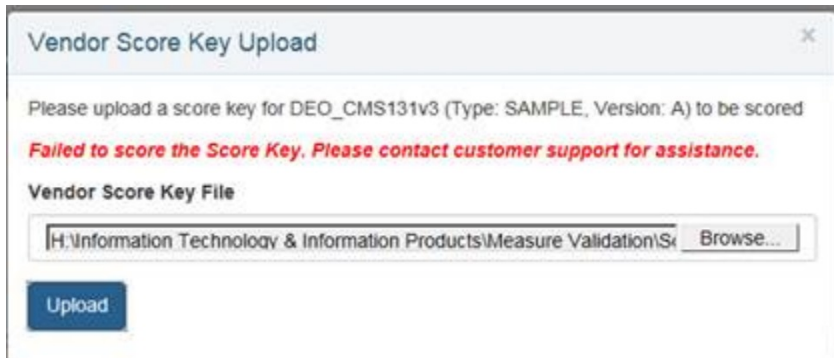 Vendor Score Key Upload ×
Please upload a score key for DEO_CMS131v3 (Type: SAMPLE, Version: A) to be scored
Failed to score the Score Key. Please contact customer support for assistance.
Vendor Score Key File
H:\Information Technology & Information Products\Measure Validation\ Browse...
Upload